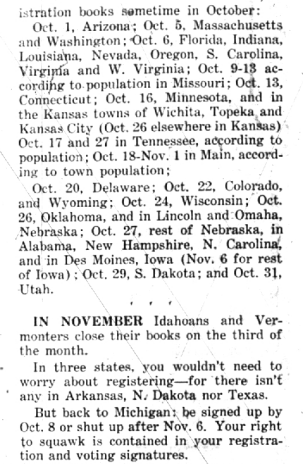 istration books sometime in October:
Oct. 1, Arizona; Oct. 5, Massachusetts
and Washington; Oct. 6, Florida, Indiana,
Louisiana, Nevada, Oregon, S. Carolina,
Virginia and W. Virginia; Oct. 9-13 ac-
cording to population in Missouri; Oct. 13,
Connecticut; Oct. 16, Minnesota, and in
the Kansas towns of Wichita, Topeka and
Kansas City (Oct. 26 elsewhere in Kansas)
Oct. 17 and 27 in Tennessee, according to
population; Oct. 18-Nov. 1 in Main, accord-
ing to town population;
Oct. 20, Delaware; Oct. 22, Colorado,
and Wyoming; Oct. 24, Wisconsin; Oct.
26, Oklahoma, and in Lincoln and Omaha,
Nebraska; Oct. 27, rest of Nebraska, in
Alabama, New Hampshire, N. Carolina,
and in Des Moines, Iowa (Nov. 6 for rest
of Iowa); Oct. 29, S. Dakota; and Oct. 31,
Utah.
' ' '
IN NOVEMBER Idahoans and Ver-
monters close their books on the third of
the month.
In three states, you wouldn't need to
worry about registering—for there isn't
any in Arkansas, N. Dakota nor Texas.
But back to Michigan: be signed up by
Oct. 8 or shut up after Nov. 6. Your right
to squawk is contained in your registra-
tion and voting signatures.